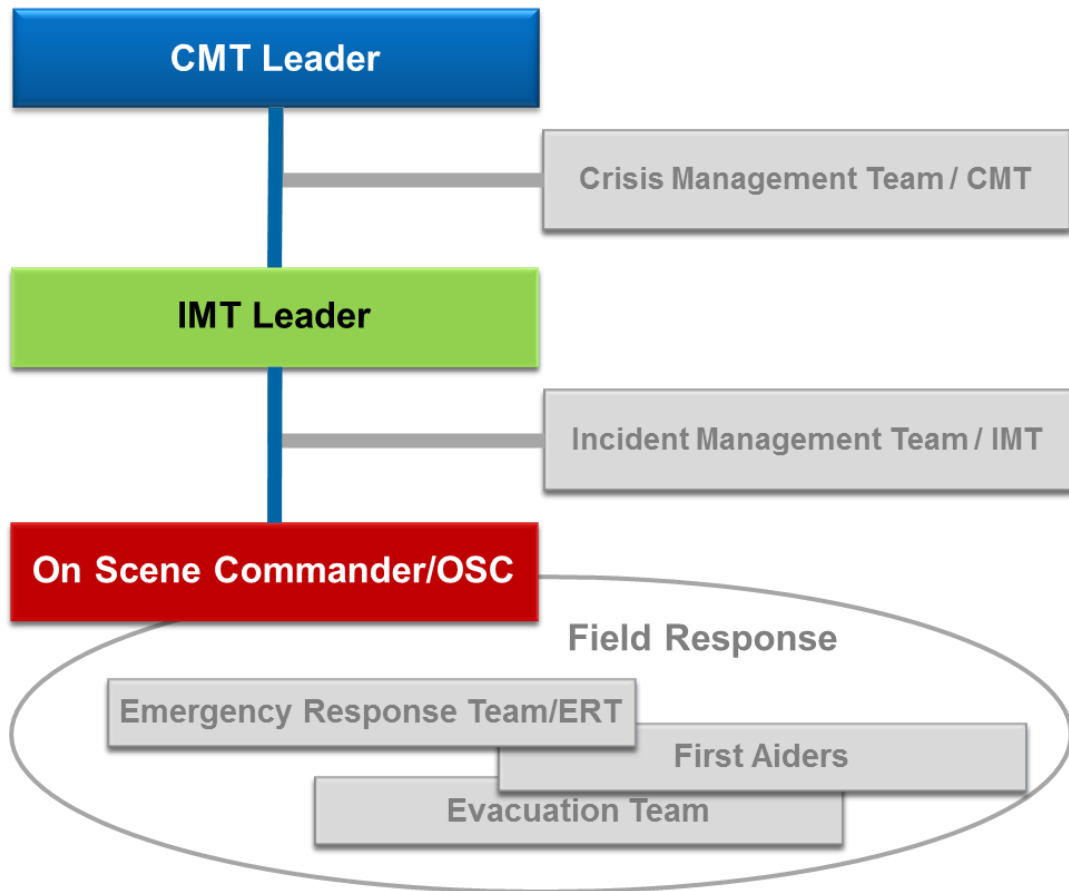 CMT Leader
Crisis Management Team / CMT
IMT Leader
Incident Management Team / IMT
On Scene Commander/OSC
Field Response
Emergency Response Team/ERT
First Aiders
Evacuation Team